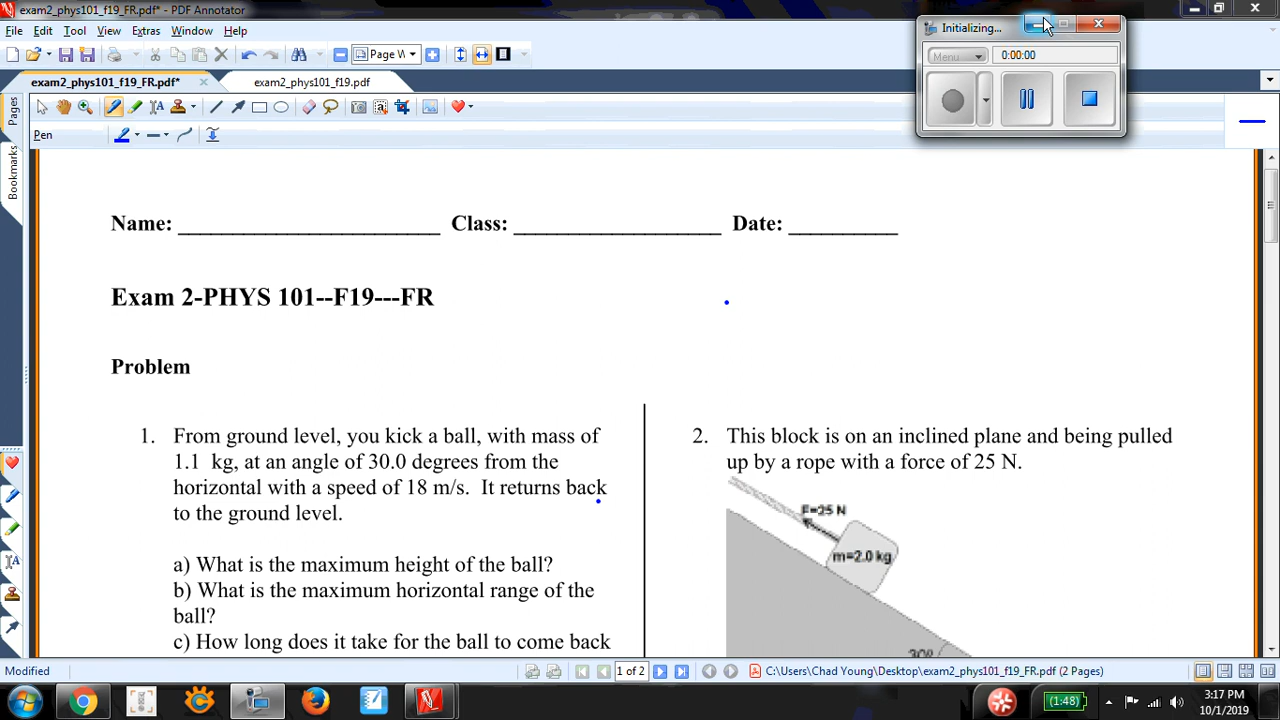 exam2_phys101_f19_FR.pdf* - PDF Annotator
File Edit Tool View Extras Window Help
Page W
exam2_phys101_f19_FR.pdf* exam2_phys101_f19.pdf
Pen
Pages
Bookmarks
Initializing...
Menu 0:00:00
Name: Class: Date:
Exam 2-PHYS 101--F19---FR
Problem
1. From ground level, you kick a ball, with mass of
1.1 kg, at an angle of 30.0 degrees from the
horizontal with a speed of 18 m/s. It returns back
to the ground level.
a) What is the maximum height of the ball?
b) What is the maximum horizontal range of the
ball?
c) How long does it take for the ball to come back
2. This block is on an inclined plane and being pulled
up by a rope with a force of 25 N.
F=25 N
m=2.0 kg
30º
Modified
1 of 2
C:\Users\Chad Young\Desktop\exam2_phys101_f19_FR.pdf (2 Pages)
(1:48)
3:17 PM
10/1/2019